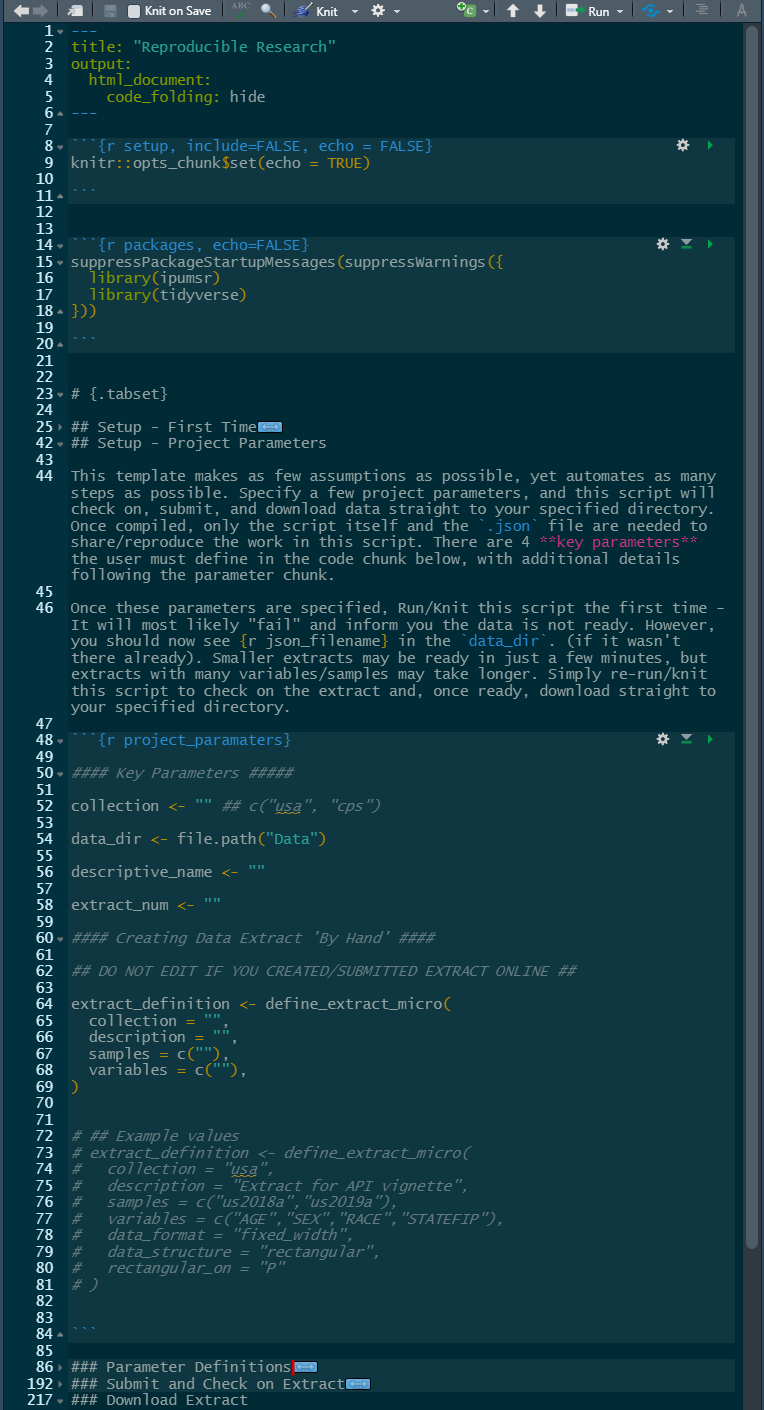 Knit on Save ABC Knit C Run A
1 ---
2 title: "Reproducible Research"
3 output:
4   html_document:
5     code_folding: hide
6 ---
7
8 ```{r setup, include=FALSE, echo = FALSE}
9 knitr::opts_chunk$set(echo = TRUE)
10
11 ```
12
13
14 ```{r packages, echo=FALSE}
15 suppressPackageStartupMessages(suppressWarnings({
16   library(ipumsr)
17   library(tidyverse)
18 }))
19
20 ```
21
22
23 # {.tabset}
24
25 ## Setup - First Time
42 ## Setup - Project Parameters
43
44 This template makes as few assumptions as possible, yet automates as many
steps as possible. Specify a few project parameters, and this script will
check on, submit, and download data straight to your specified directory.
Once compiled, only the script itself and the `.json` file are needed to
share/reproduce the work in this script. There are 4 **key parameters**
the user must define in the code chunk below, with additional details
following the parameter chunk.
45
46 Once these parameters are specified, Run/Knit this script the first time -
It will most likely "fail" and inform you the data is not ready. However,
you should now see {r json_filename} in the `data_dir`. (if it wasn't
there already). Smaller extracts may be ready in just a few minutes, but
extracts with many variables/samples may take longer. Simply re-run/knit
this script to check on the extract and, once ready, download straight to
your specified directory.
47
48 ```{r project_paramaters}
49
50 #### Key Parameters #####
51
52 collection <- "" ## c("usa", "cps")
53
54 data_dir <- file.path("Data")
55
56 descriptive_name <- ""
57
58 extract_num <- ""
59
60 #### Creating Data Extract 'By Hand' ####
61
62 ## DO NOT EDIT IF YOU CREATED/SUBMITTED EXTRACT ONLINE ##
63
64 extract_definition <- define_extract_micro(
65   collection = "",
66   description = "",
67   samples = c(""),
68   variables = c(""),
69 )
70
71
72 # ## Example values
73 # extract_definition <- define_extract_micro(
74 #   collection = "usa",
75 #   description = "Extract for API vignette",
76 #   samples = c("us2018a","us2019a"),
77 #   variables = c("AGE","SEX","RACE","STATEFIP"),
78 #   data_format = "fixed_width",
79 #   data_structure = "rectangular",
80 #   rectangular_on = "P"
81 # )
82
83
84 ```
85
86 ### Parameter Definitions
192 ### Submit and Check on Extract
217 ### Download Extract